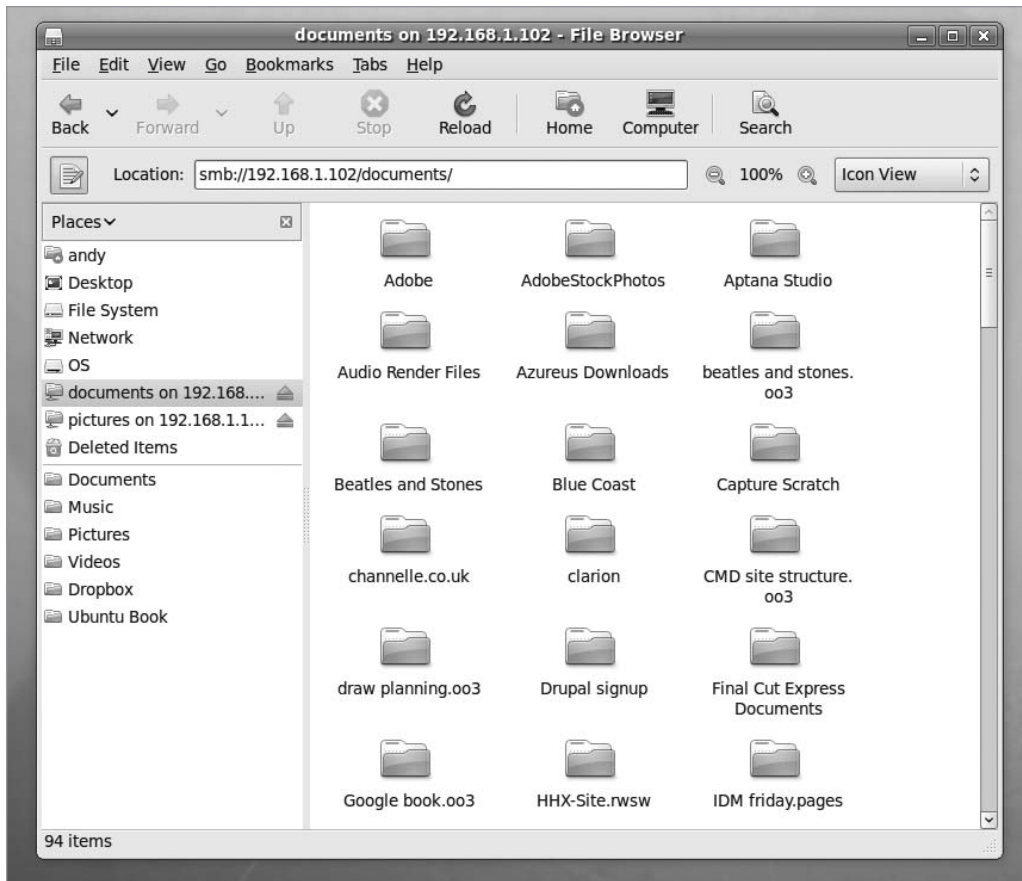 documents on 192.168.1.102 - File Browser
File Edit View Go Bookmarks Tabs Help
Back Forward Up Stop Reload Home Computer Search
Location: smb://192.168.1.102/documents/ 100% Icon View
Places
andy
Desktop
File System
Network
OS
documents on 192.168....
pictures on 192.168.1.1...
Deleted Items
Documents
Music
Pictures
Videos
Dropbox
Ubuntu Book
Adobe AdobeStockPhotos Aptana Studio
Audio Render Files Azureus Downloads beatles and stones.
oo3
Beatles and Stones Blue Coast Capture Scratch
channelle.co.uk clarion CMD site structure.
oo3
draw planning.oo3 Drupal signup Final Cut Express
Documents
Google book.oo3 HHX-Site.rwsw IDM friday.pages
94 items